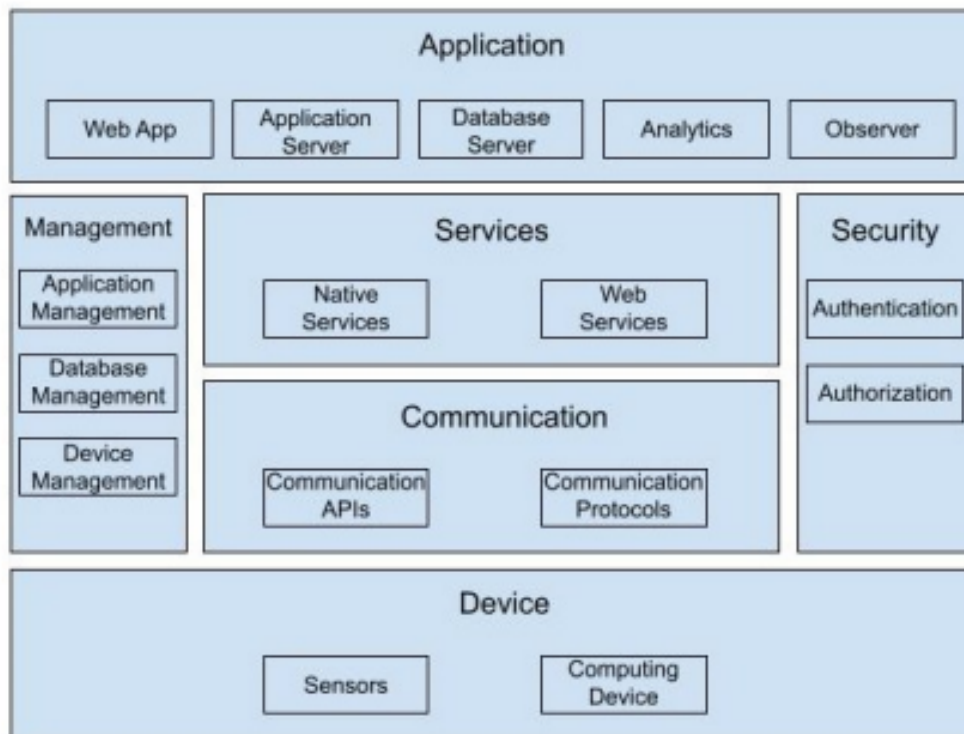 Application
Web App
Application
Server
Database
Server
Analytics
Observer
Management
Application
Management
Database
Management
Device
Management
Services
Native
Services
Web
Services
Communication
Communication
APIs
Communication
Protocols
Security
Authentication
Authorization
Device
Sensors
Computing
Device